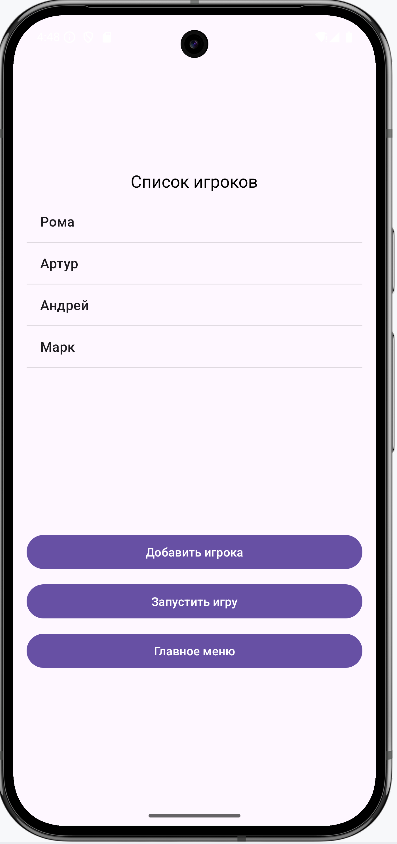 Список игроков
Рома
Артур
Андрей
Марк
Добавить игрока
Запустить игру
Главное меню